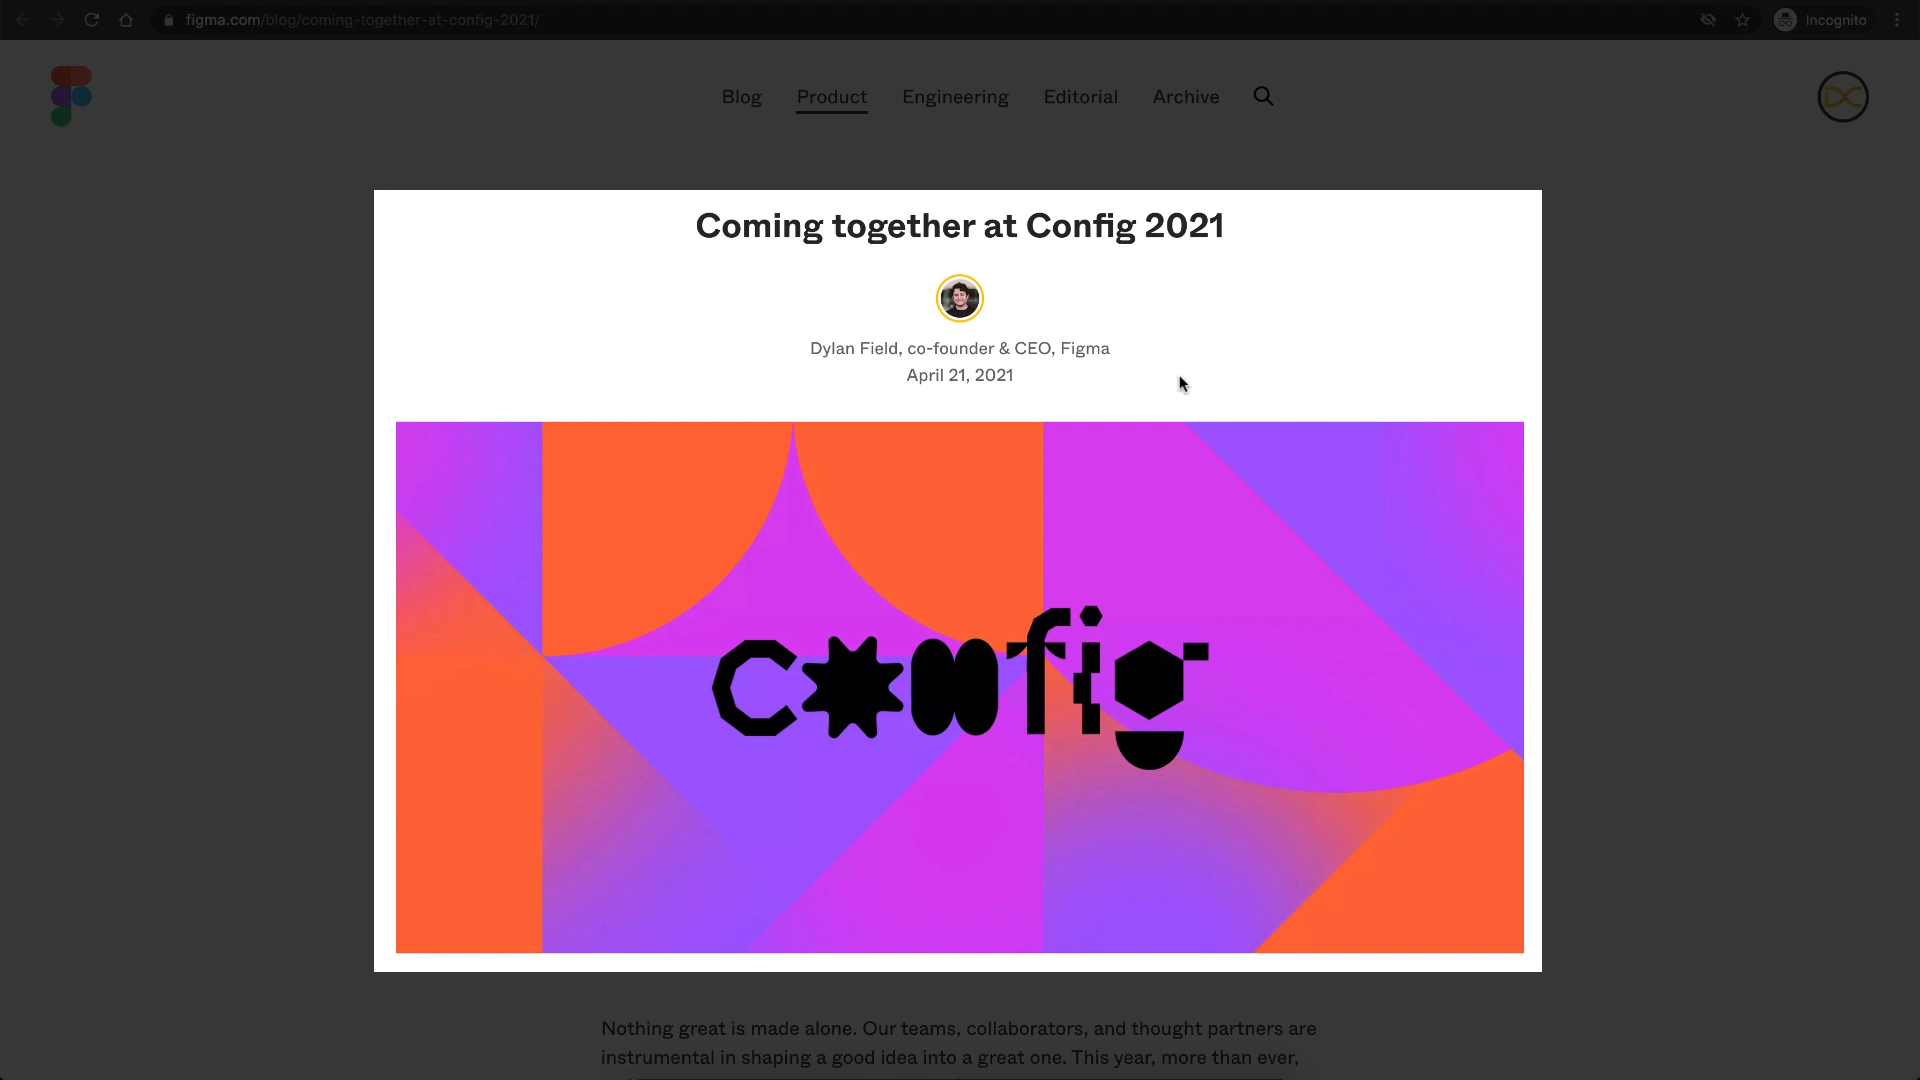 figma.com/blog/coming-together-at-config-2021/
Incognito
Blog
Product
Engineering
Editorial
Archive
Coming together at Config 2021
Dylan Field, co-founder & CEO, Figma
April 21, 2021
config
Nothing great is made alone. Our teams, collaborators, and thought partners are
instrumental in shaping a good idea into a great one. This year, more than ever,